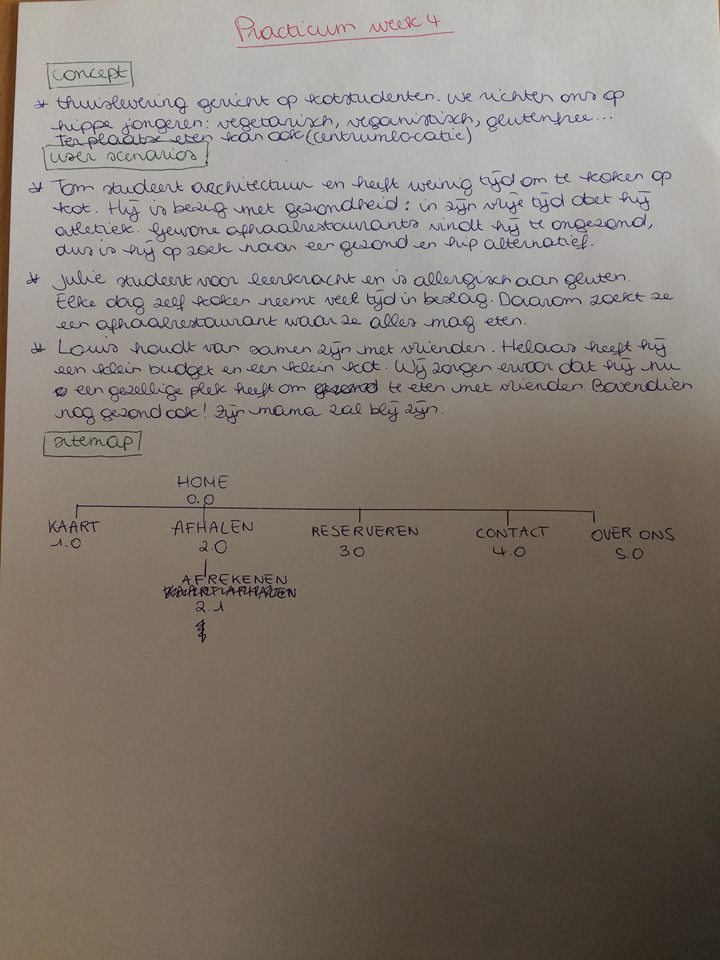 Practicum week 4
concept
* thuislevering gericht op kotstudenten. We richten ons op
hippe jongeren: vegetarisch, veganistisch, glutenfree...
Ter plaatse eten kan ook (centrumlocatie)
user scenarios
* Tom studeert architectuur en heeft weinig tijd om te koken op
kot. Hij is bezig met gezondheid: in zijn vrije tijd doet hij
atletiek. Gewone afhaalrestaurants vindt hij te ongezond,
dus is hij op zoek naar een gezond en hip alternatief.
* Julie studeert voor leerkracht en is allergisch aan gluten.
Elke dag zelf koken neemt veel tijd in beslag. Daarom zoekt ze
een afhaalrestaurant waar ze alles mag eten.
* Louis houdt van samen zijn met vrienden. Helaas heeft hij
een klein budget en een klein kot. Wij zorgen ervoor dat hij nu
een gezellige plek heeft om te eten met vrienden. Bovendien
nog gezond ook! Zijn mama zal blij zijn.
sitemap
HOME
0.0
KAART AFHALEN RESERVEREN CONTACT OVER ONS
1.0 2.0 3.0 4.0 5.0
AFREKENEN
2.1